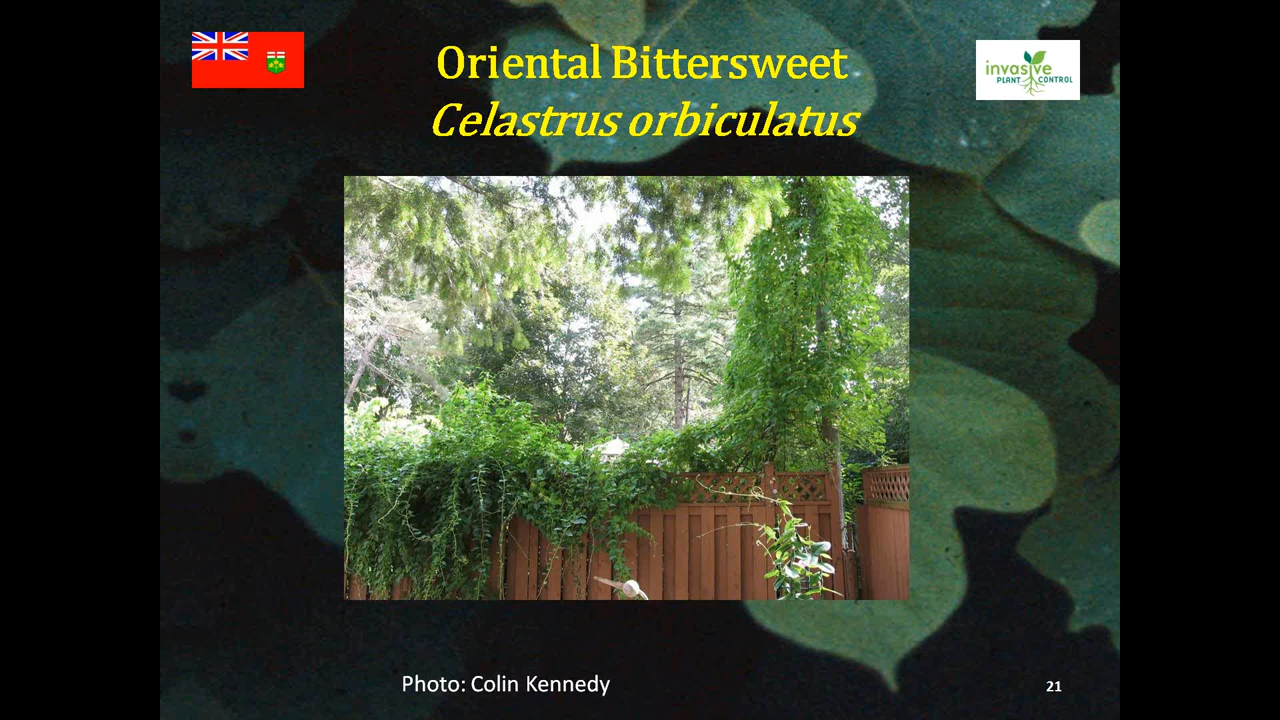 Oriental Bittersweet
Celastrus orbiculatus
invasive
PLANT CONTROL
Photo: Colin Kennedy
21